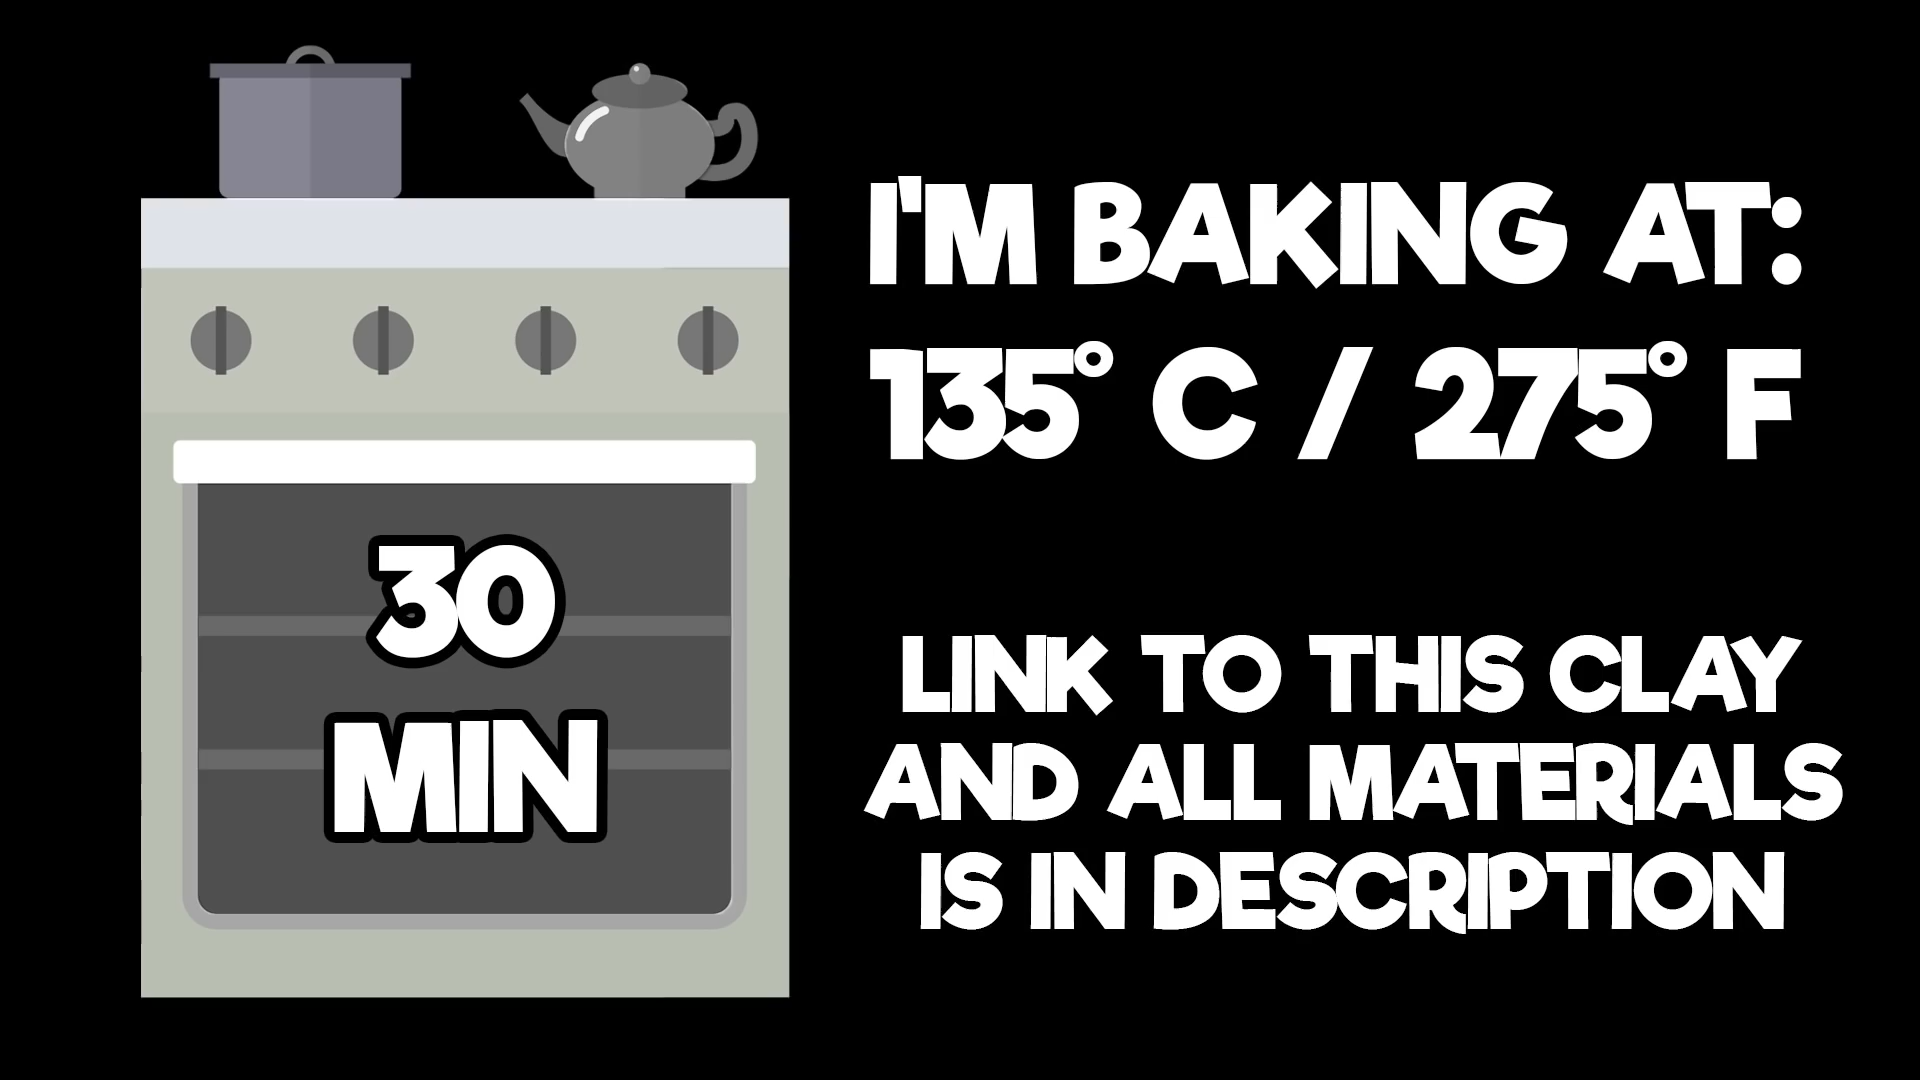 30
MIN
I'M BAKING AT:
135° C / 275° F
LINK TO THIS CLAY
AND ALL MATERIALS
IS IN DESCRIPTION